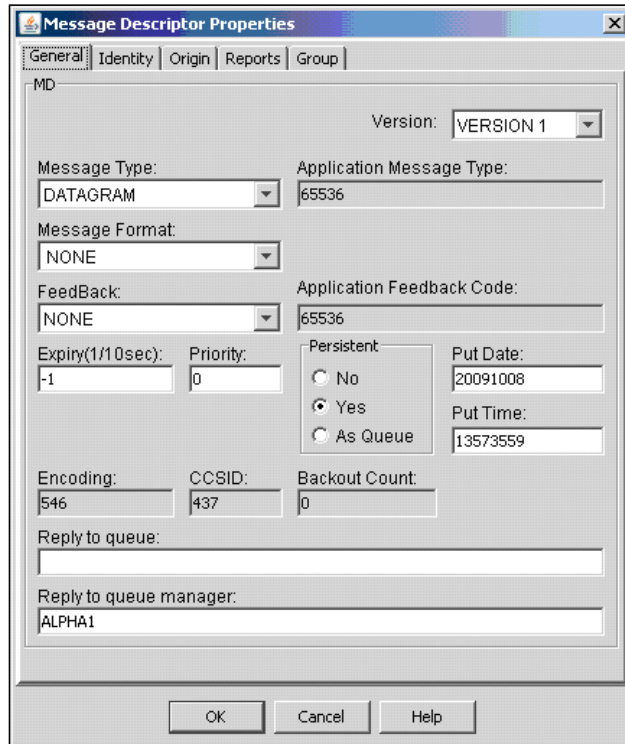 Message Descriptor Properties
General Identity Origin Reports Group
MD
Version: VERSION 1
Message Type: Application Message Type:
DATAGRAM 65536
Message Format:
NONE
FeedBack: Application Feedback Code:
NONE 65536
Expiry(1/10sec): Priority: Persistent Put Date:
-1 0 No 20091008
Yes Put Time:
As Queue 13573559
Encoding: CCSID: Backout Count:
546 437 0
Reply to queue:
Reply to queue manager:
ALPHA1
OK Cancel Help